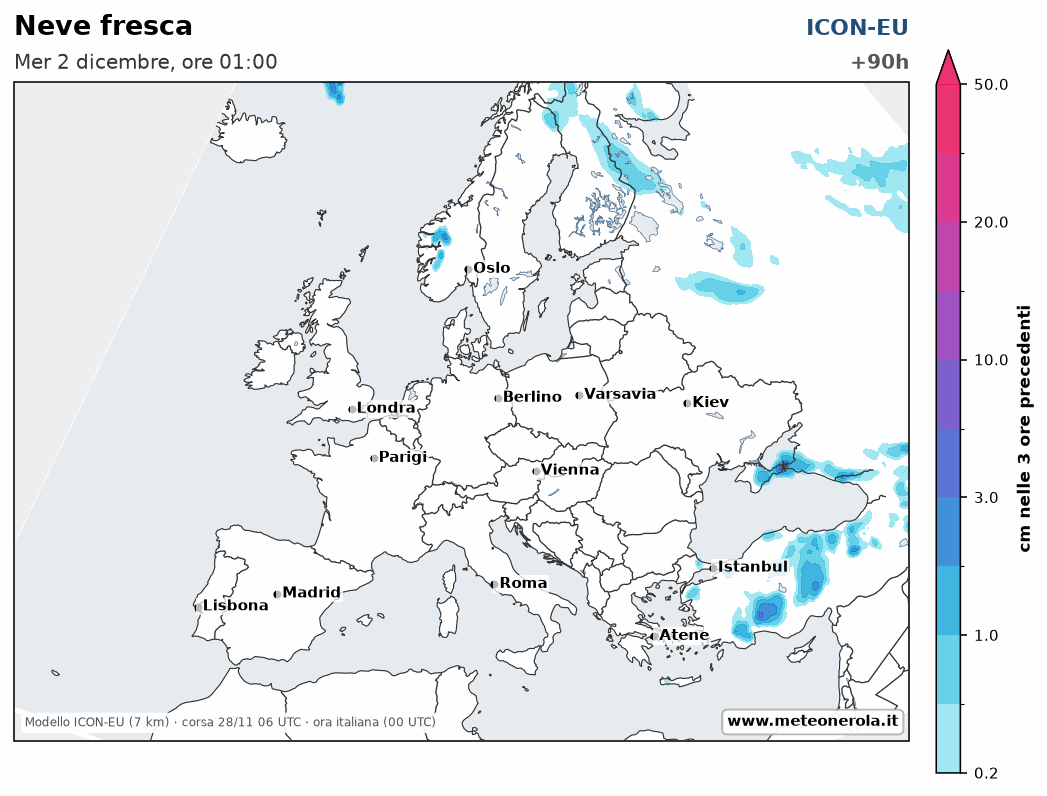 Neve fresca
ICON-EU
Mer 2 dicembre, ore 01:00
+90h
50.0
20.0
10.0
3.0
1.0
0.2
cm nelle 3 ore precedenti
Oslo
Berlino
Varsavia
Kiev
Londra
Parigi
Vienna
Istanbul
Roma
Madrid
Lisbona
Atene
Modello ICON-EU (7 km) · corsa 28/11 06 UTC · ora italiana (00 UTC)
www.meteonerola.it